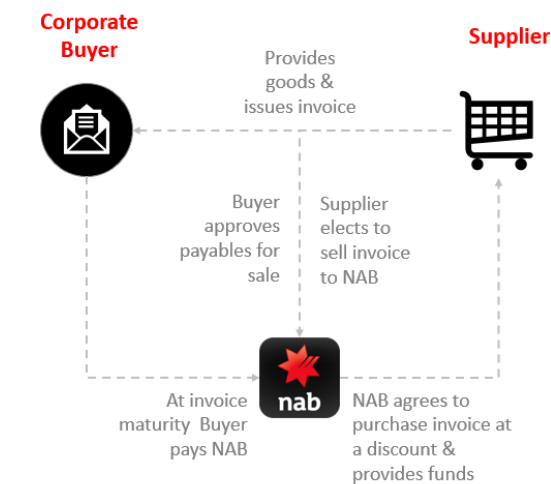 Corporate
Buyer
Supplier
Provides
goods &
issues invoice
Buyer
approves
payables for
sale
Supplier
elects to
sell invoice
to NAB
nab
At invoice
maturity  Buyer
pays NAB
NAB agrees to
purchase invoice at
a discount &
provides funds